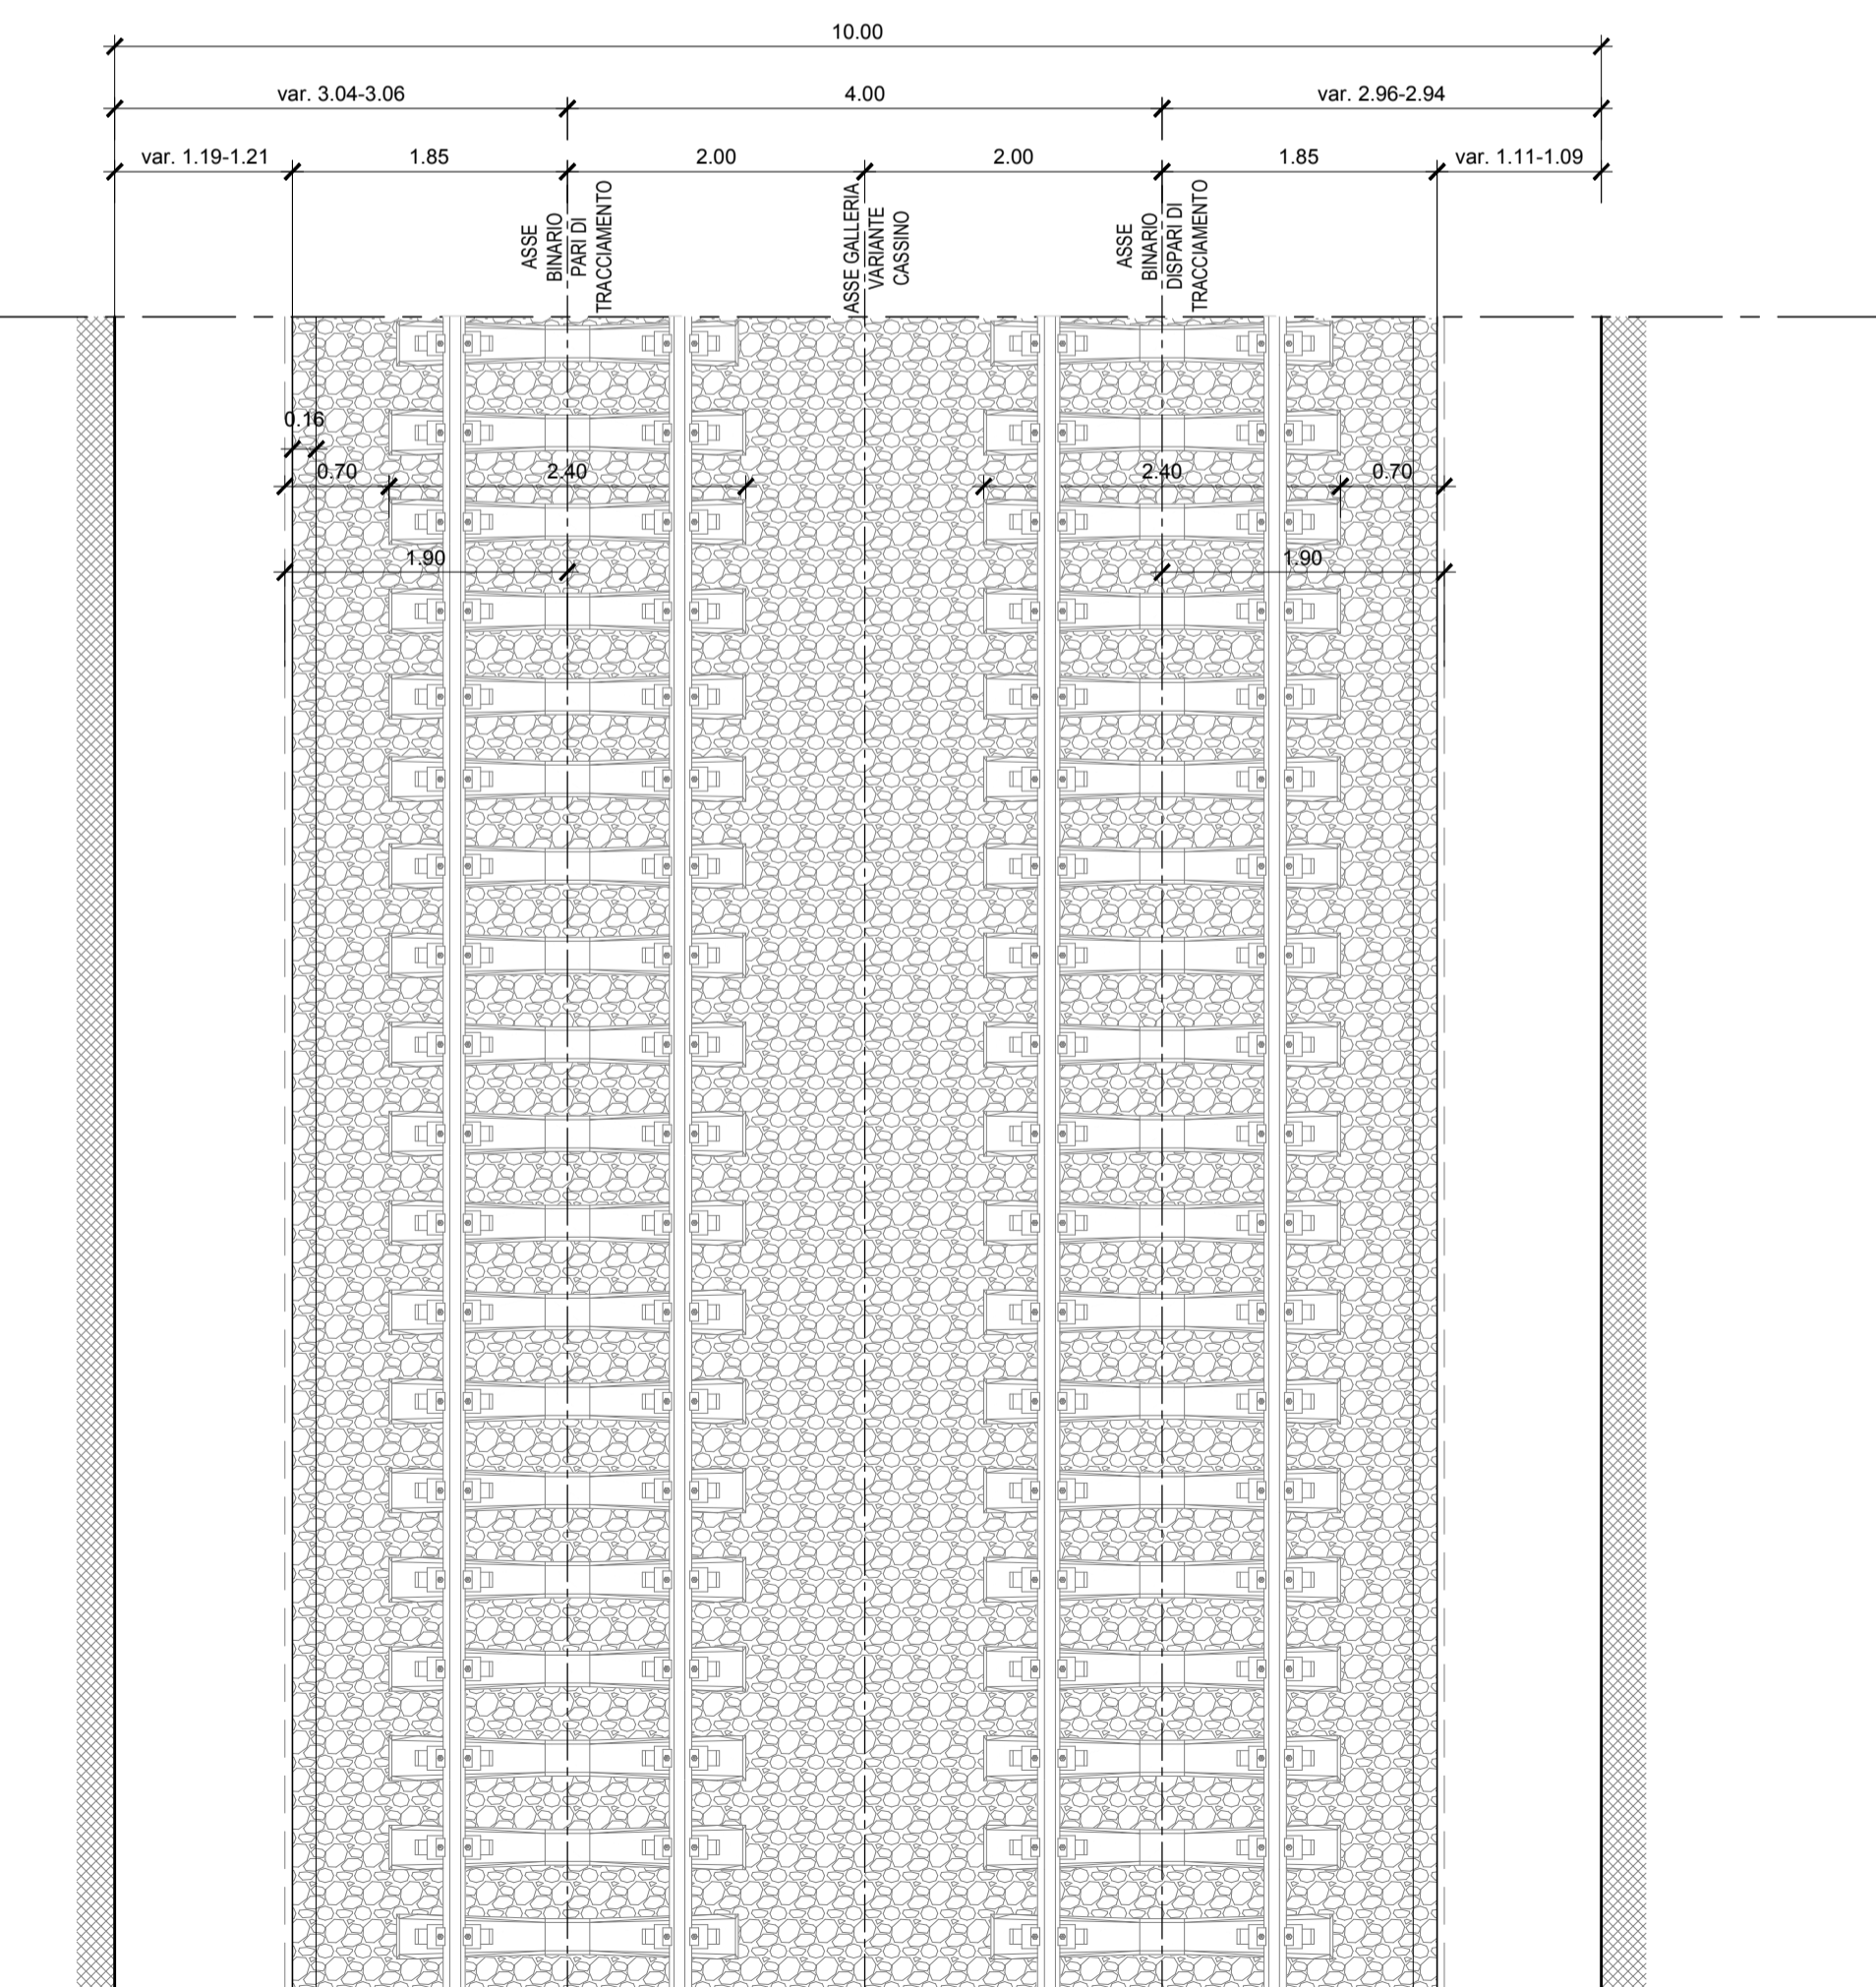 10.00
var. 3.04-3.06
4.00
var. 2.96-2.94
var. 1.19-1.21
1.85
2.00
2.00
1.85
var. 1.11-1.09
ASSE
BINARIO
PARI DI
TRACCIAMENTO
ASSE GALLERIA
VARIANTE
CASSINO
ASSE
BINARIO
DISPARI DI
TRACCIAMENTO
0.16
0.70
2.40
2.40
0.70
1.90
1.90